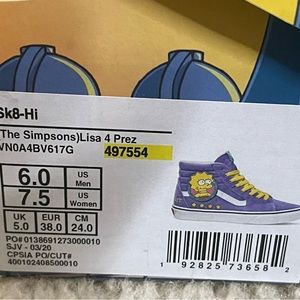 Sk8-Hi
(The Simpsons)Lisa 4 Prez
VN0A4BV617G 497554
6.0 US Men
7.5 US Women
UK EUR CM
5.0 38.0 24.0
PO# 0138691273000010
SJV - 03/20
CPSIA PO/CUT#
400102408500010
1 92825 73658 2